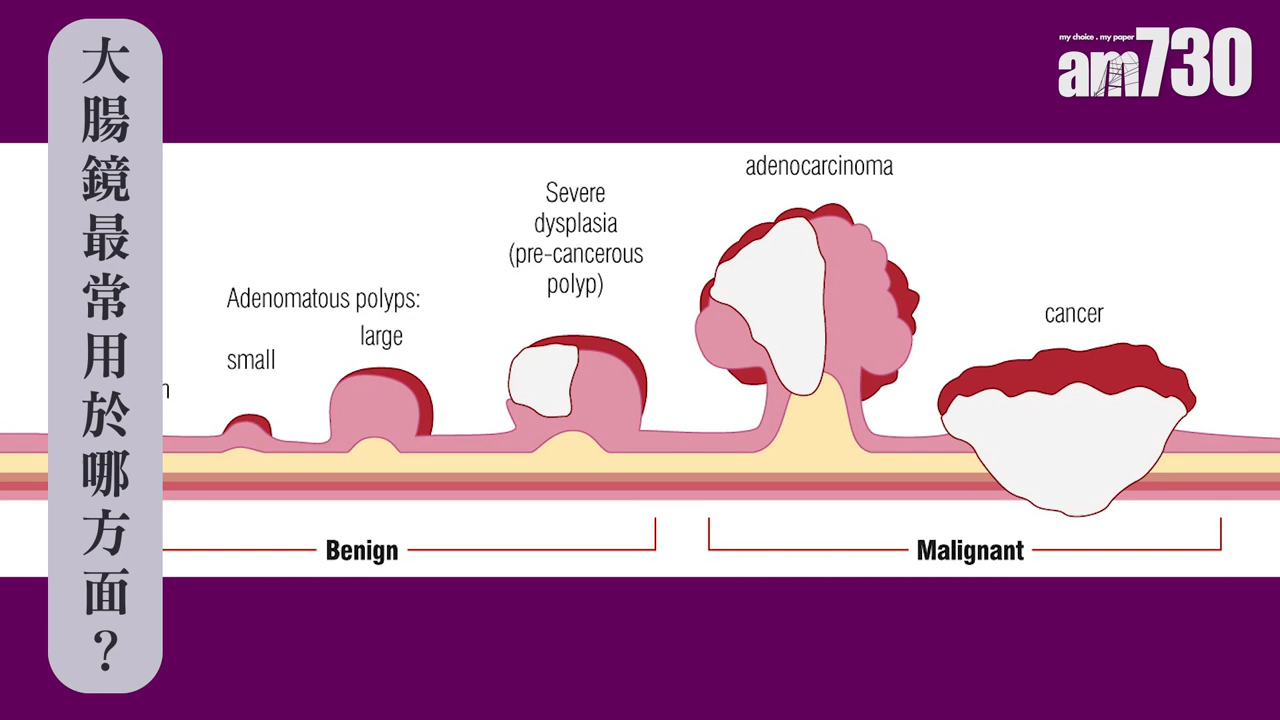 大腸鏡最常用於哪方面？
my choice . my paper
am730
adenocarcinoma
Severe
dysplasia
(pre-cancerous
polyp)
Adenomatous polyps:
large
small
cancer
n
Benign
Malignant